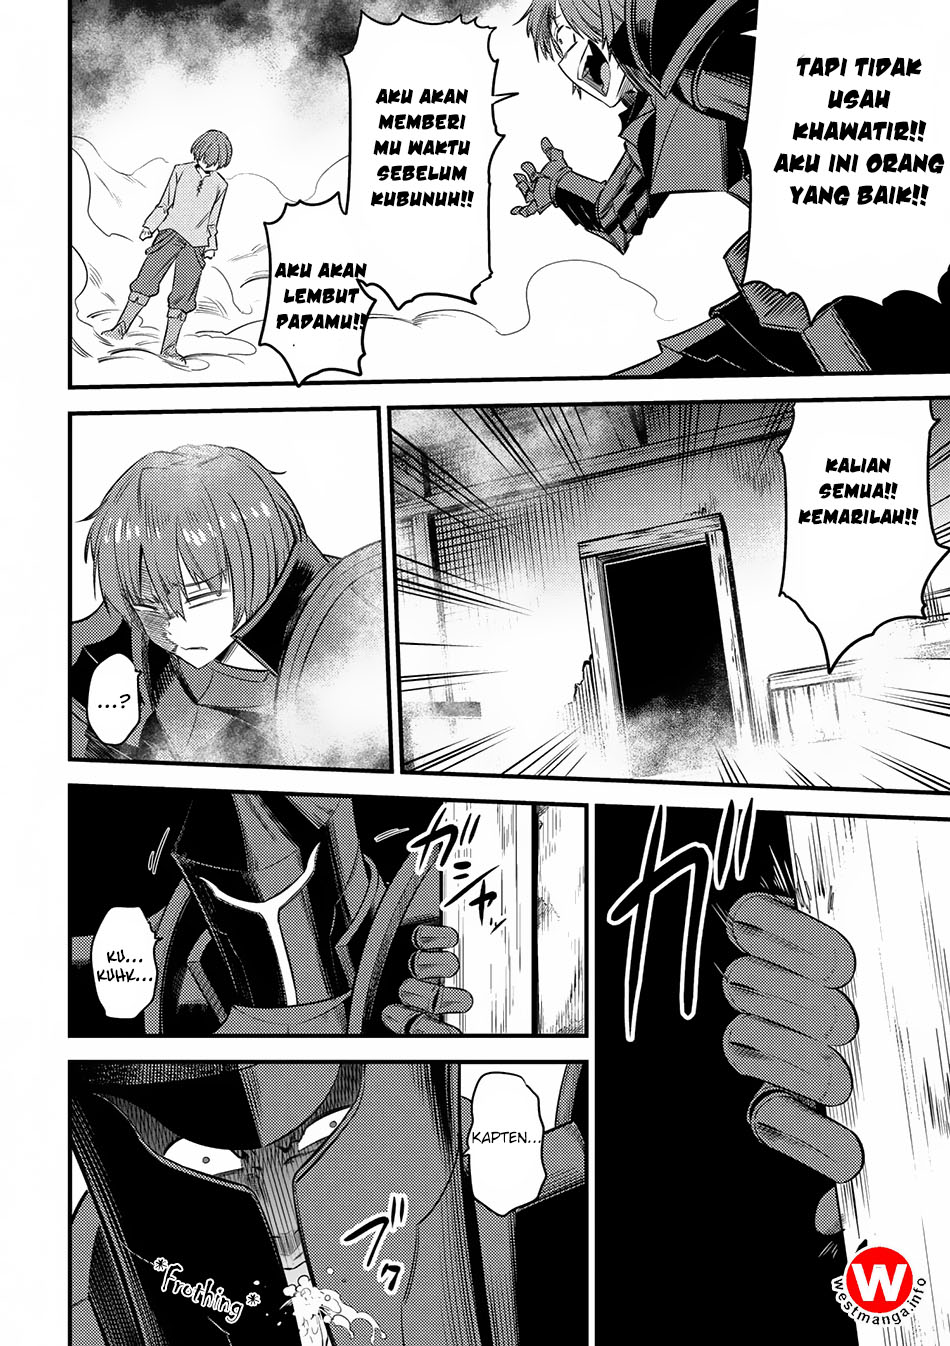 TAPI TIDAK
USAH
KHAWATIR!!
AKU INI ORANG
YANG BAIK!!
AKU AKAN
MEMBERI
MU WAKTU
SEBELUM
KUBUNUH!!
AKU AKAN
LEMBUT
PADAMU!!
KALIAN
SEMUA!!
KEMARILAH!!
...?
ガ
ガシャッ
KU...
KUHK...
KAPTEN...
ブク
*Frothing*
W
westmanga.info